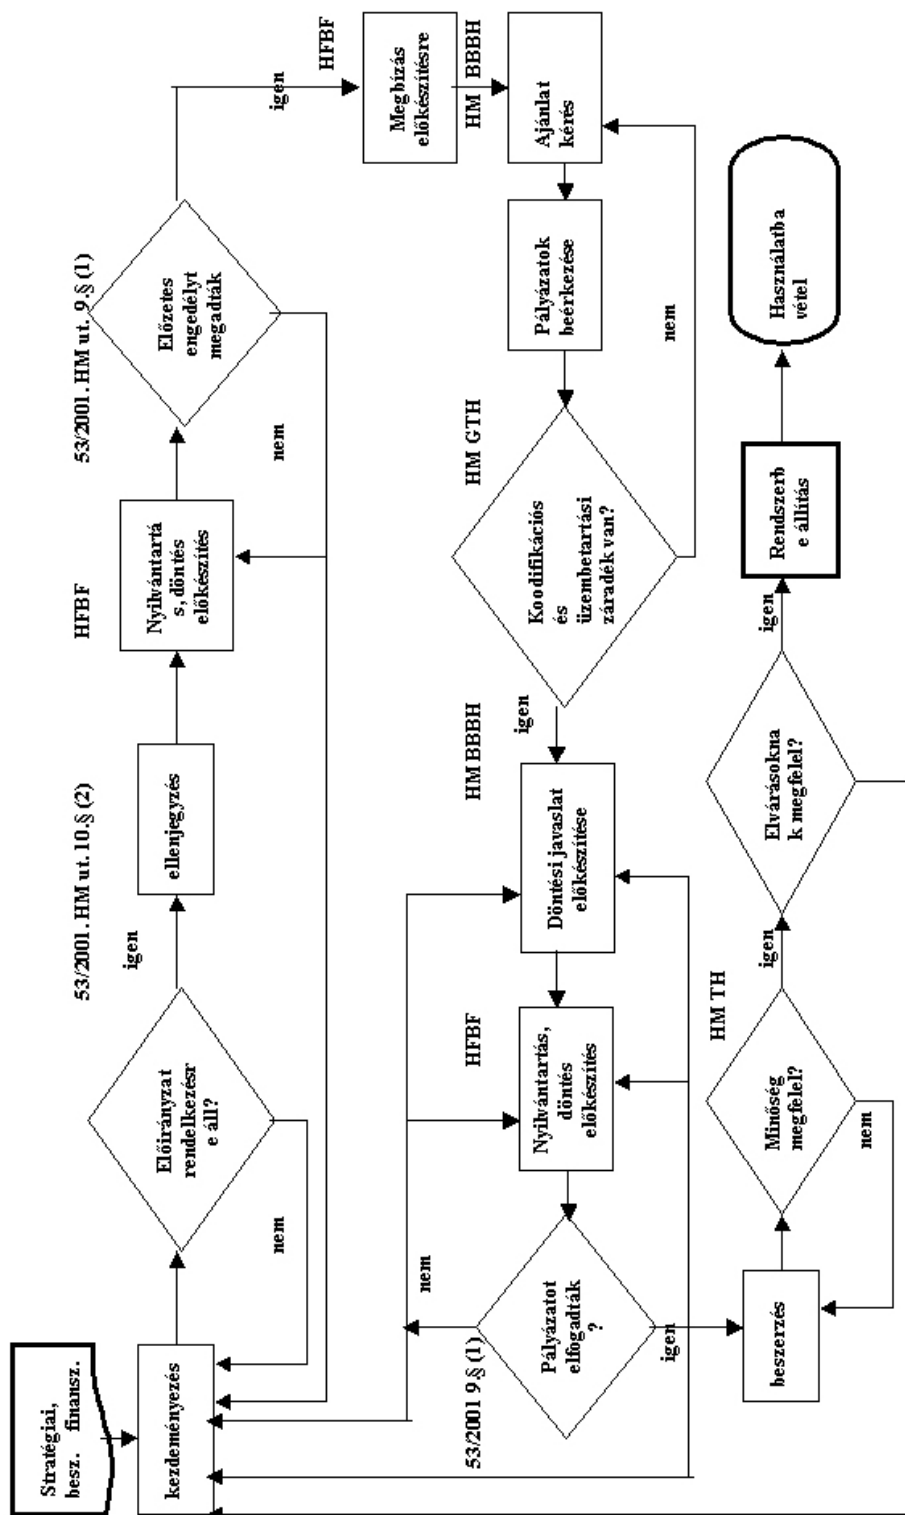 Stratégiai,
besz. finansz.
kezdeményezés
Előirányzat
rendelkezésr
e áll?
nem
igen
53/2001. HM ut. 10.§ (2)
ellenjegyzés
HFBF
Nyilvántartá
s, döntés
előkészítés
53/2001. HM ut. 9.§ (1)
Előzetes
engedélyt
megadták
nem
igen
HFBF
Megbízás
előkészítésre
HM BBBH
Ajánlat
kérés
Pályázatok
beérkezése
HM GTH
Koodifikációs
és
üzembetartási
záradék van?
nem
igen
HM BBBH
Döntési javaslat
előkészítése
HFBF
Nyilvántartás,
döntés
előkészítés
nem
53/2001 9.§ (1)
Pályázatot
elfogadták
?
igen
beszerzés
HM TH
Minőség
megfelel?
nem
igen
Elvárásokna
k megfelel?
igen
Rendszerb
e állítás
Használatba
vétel